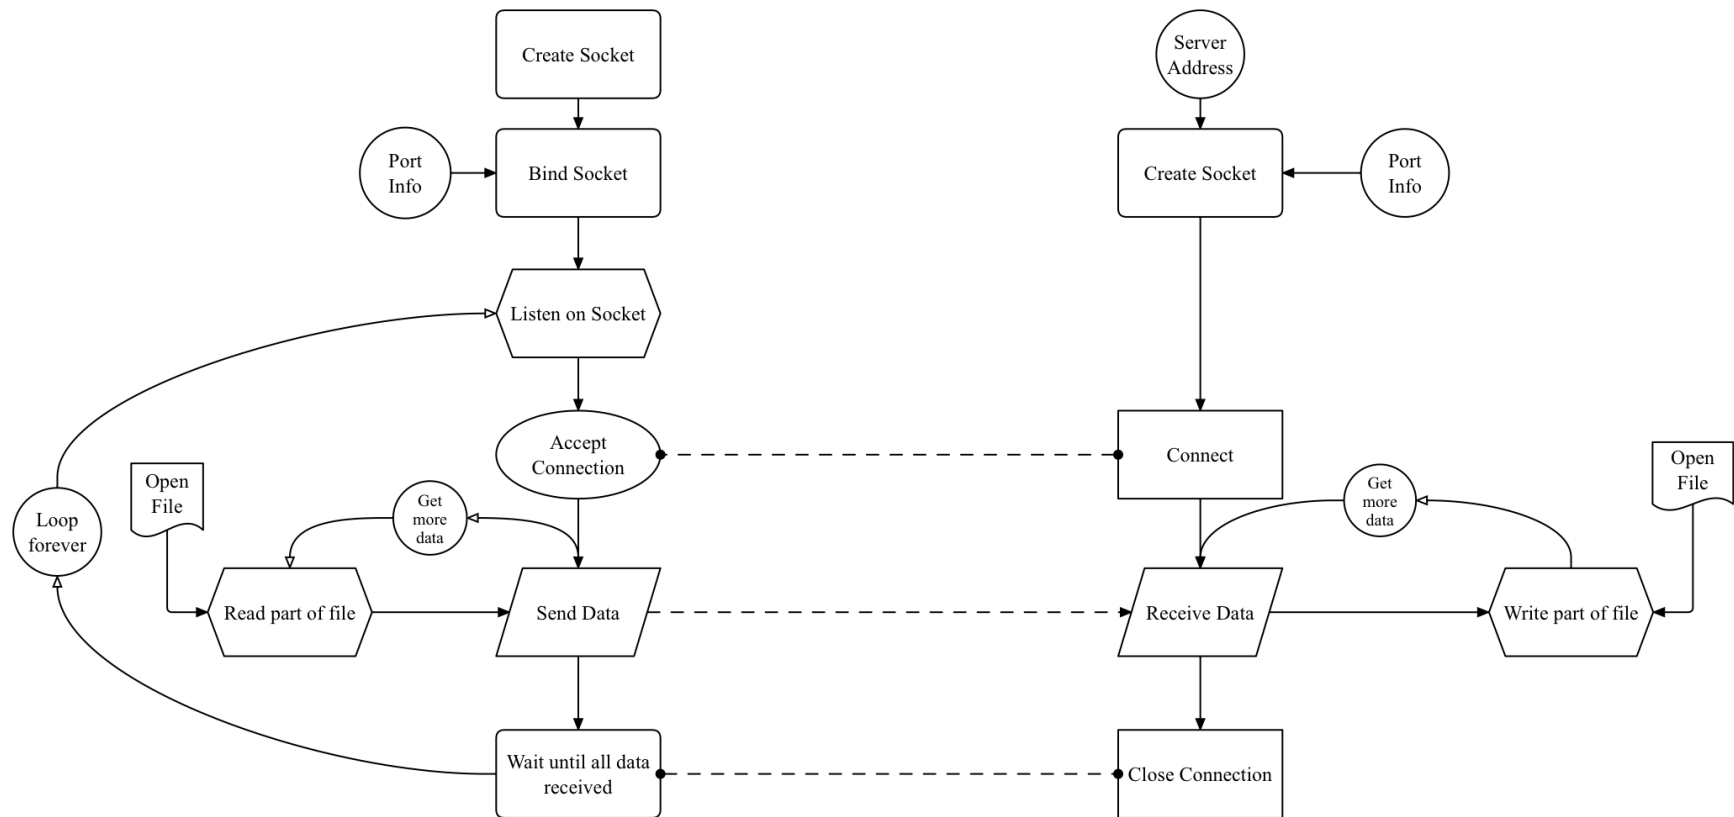 Create Socket
Server
Address
Port
Info
Bind Socket
Create Socket
Port
Info
Listen on Socket
Accept
Connection
Connect
Open
File
Get
more
data
Get
more
data
Open
File
Loop
forever
Read part of file
Send Data
Receive Data
Write part of file
Wait until all data
received
Close Connection